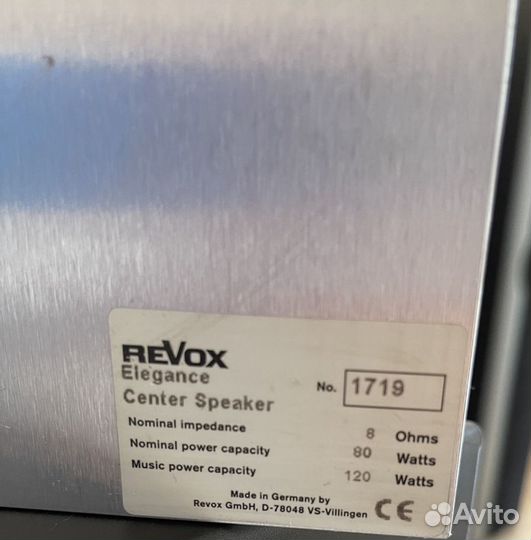 REVOX
Elegance
Center Speaker
No. 1719
Nominal impedance 8 Ohms
Nominal power capacity 80 Watts
Music power capacity 120 Watts
Made in Germany by
Revox GmbH, D-78048 VS-Villingen
CE
Avito